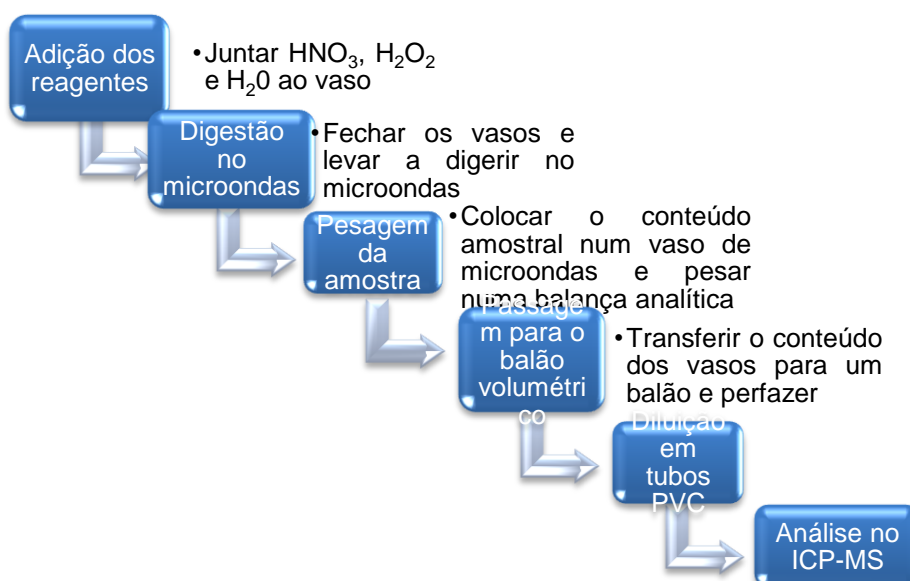 Adição dos
reagentes
•Juntar HNO₃, H₂O₂
e H₂0 ao vaso
Digestão
no
microondas
•Fechar os vasos e
levar a digerir no
microondas
Pesagem
da
amostra
•Colocar o conteúdo
amostral num vaso de
microondas e pesar
numa balança analítica
Passage
m para o
balão
volumétri
co
•Transferir o conteúdo
dos vasos para um
balão e perfazer
Diluição
em
tubos
PVC
Análise no
ICP-MS